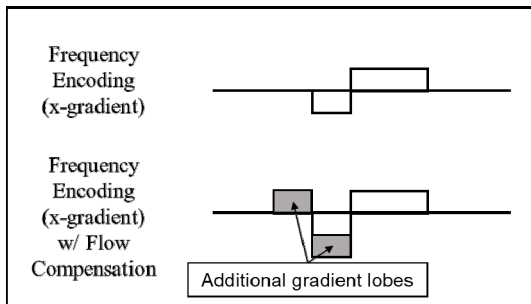 Frequency
Encoding
(x-gradient)
Frequency
Encoding
(x-gradient)
w/ Flow
Compensation
Additional gradient lobes